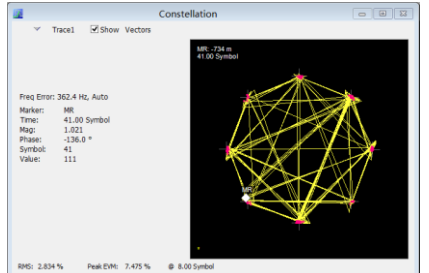 Constellation
Trace1 Show Vectors
MR: -734 m
41.00 Symbol
Freq Error: 362.4 Hz, Auto
Marker: MR
Time: 41.00 Symbol
Mag: 1.021
Phase: -136.0 °
Symbol: 41
Value: 111
MR
RMS: 2.834 % Peak EVM: 7.475 % @ 8.00 Symbol